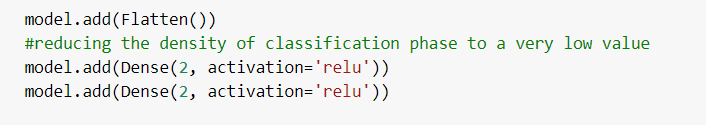 model.add(Flatten())
#reducing the density of classification phase to a very low value
model.add(Dense(2, activation='relu'))
model.add(Dense(2, activation='relu'))